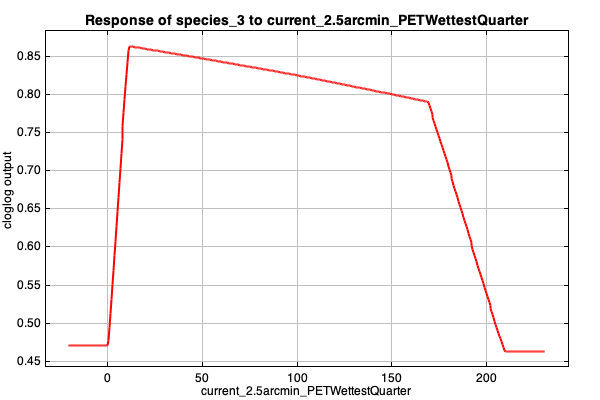 Response of species_3 to current_2.5arcmin_PETWettestQuarter
cloglog output
0.85
0.80
0.75
0.70
0.65
0.60
0.55
0.50
0.45
0 50 100 150 200
current_2.5arcmin_PETWettestQuarter